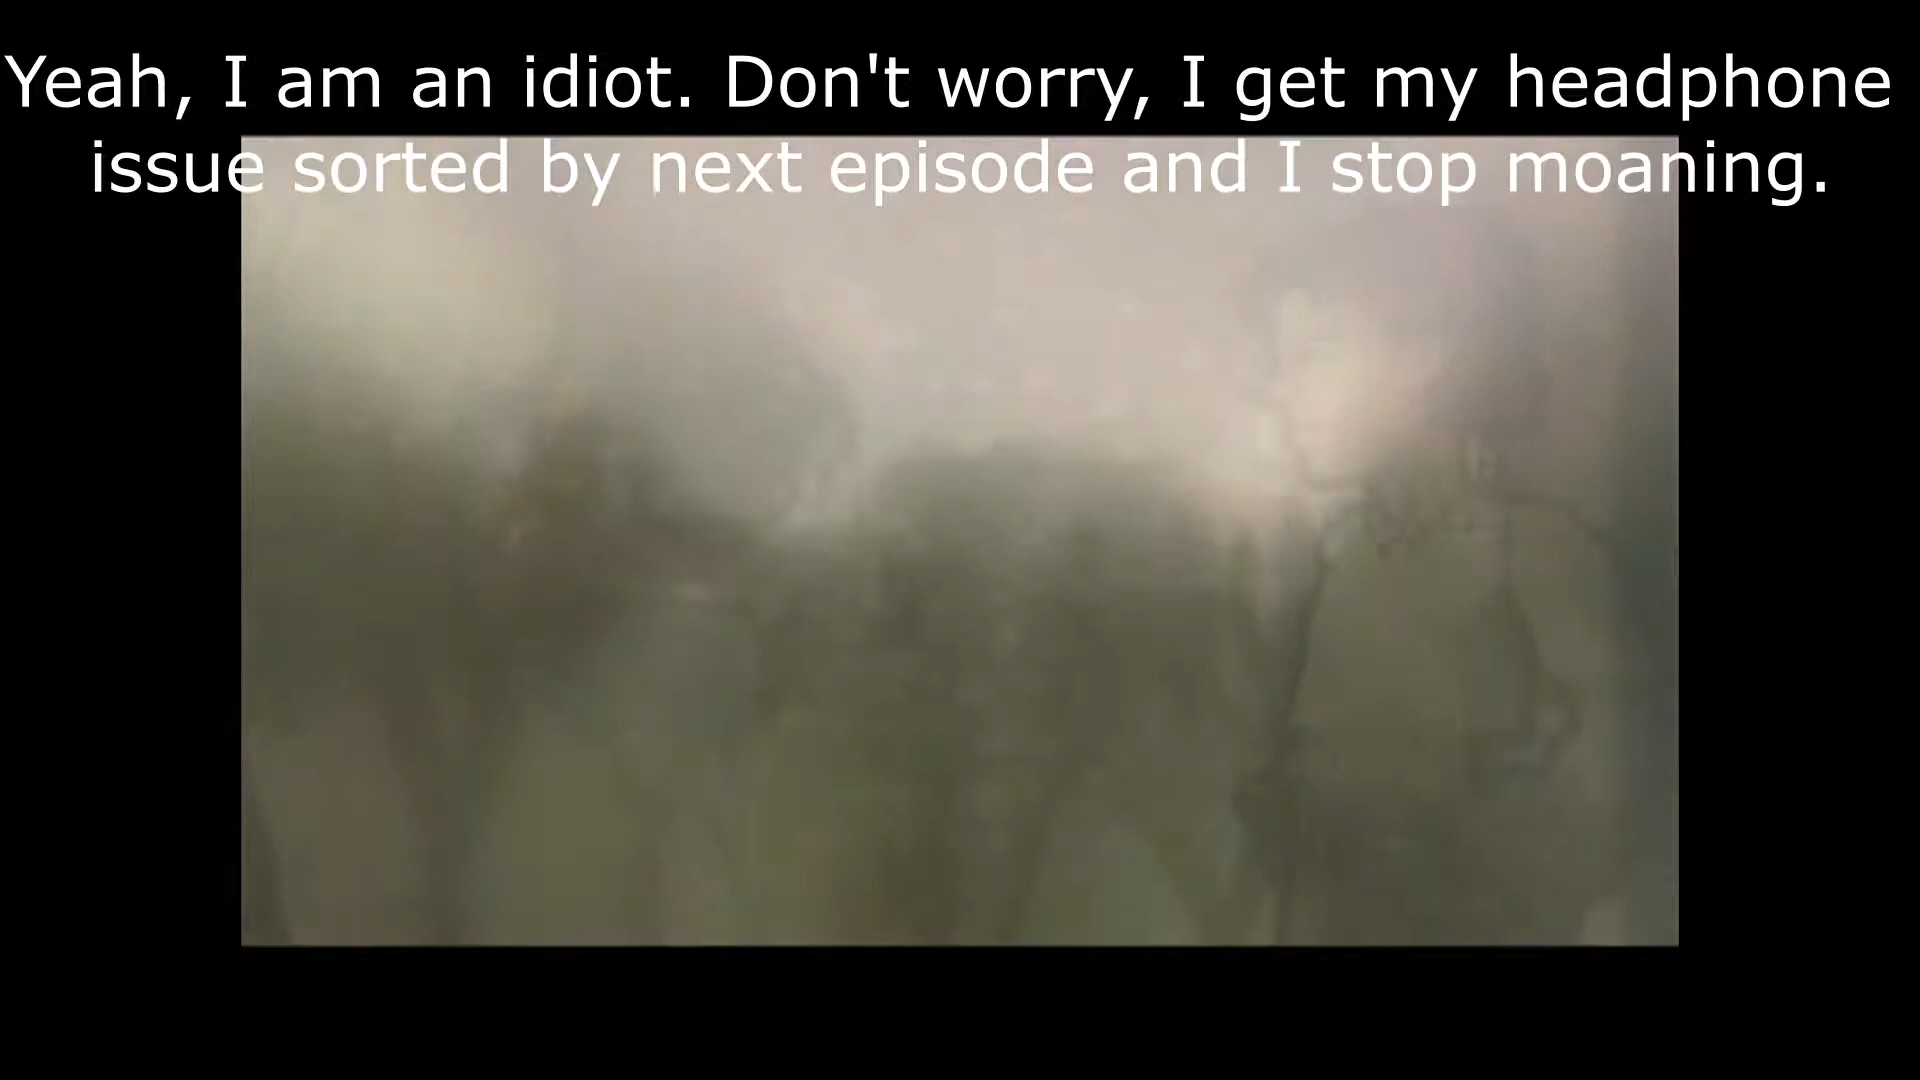 Yeah, I am an idiot. Don't worry, I get my headphone
issue sorted by next episode and I stop moaning.